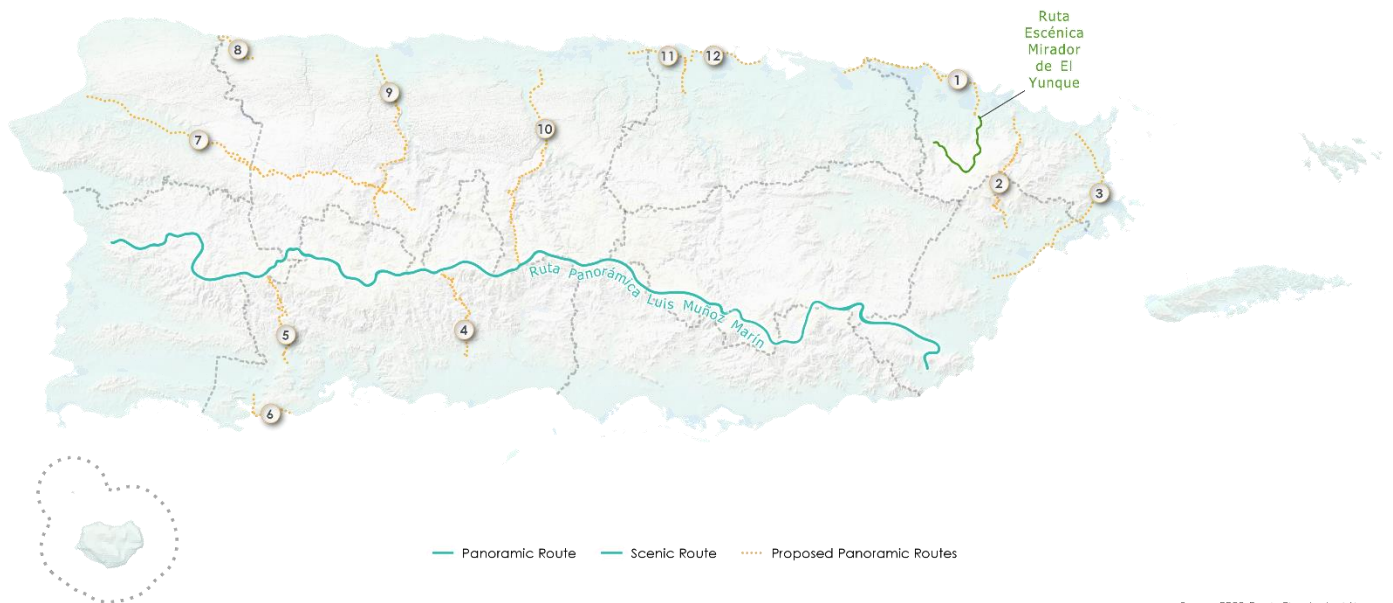 Ruta
Escénica
Mirador
de El
Yunque
8
11
12
1
9
10
7
2
3
Ruta Panorámica Luis Muñoz Marín
5
4
6
Panoramic Route
Scenic Route
Proposed Panoramic Routes